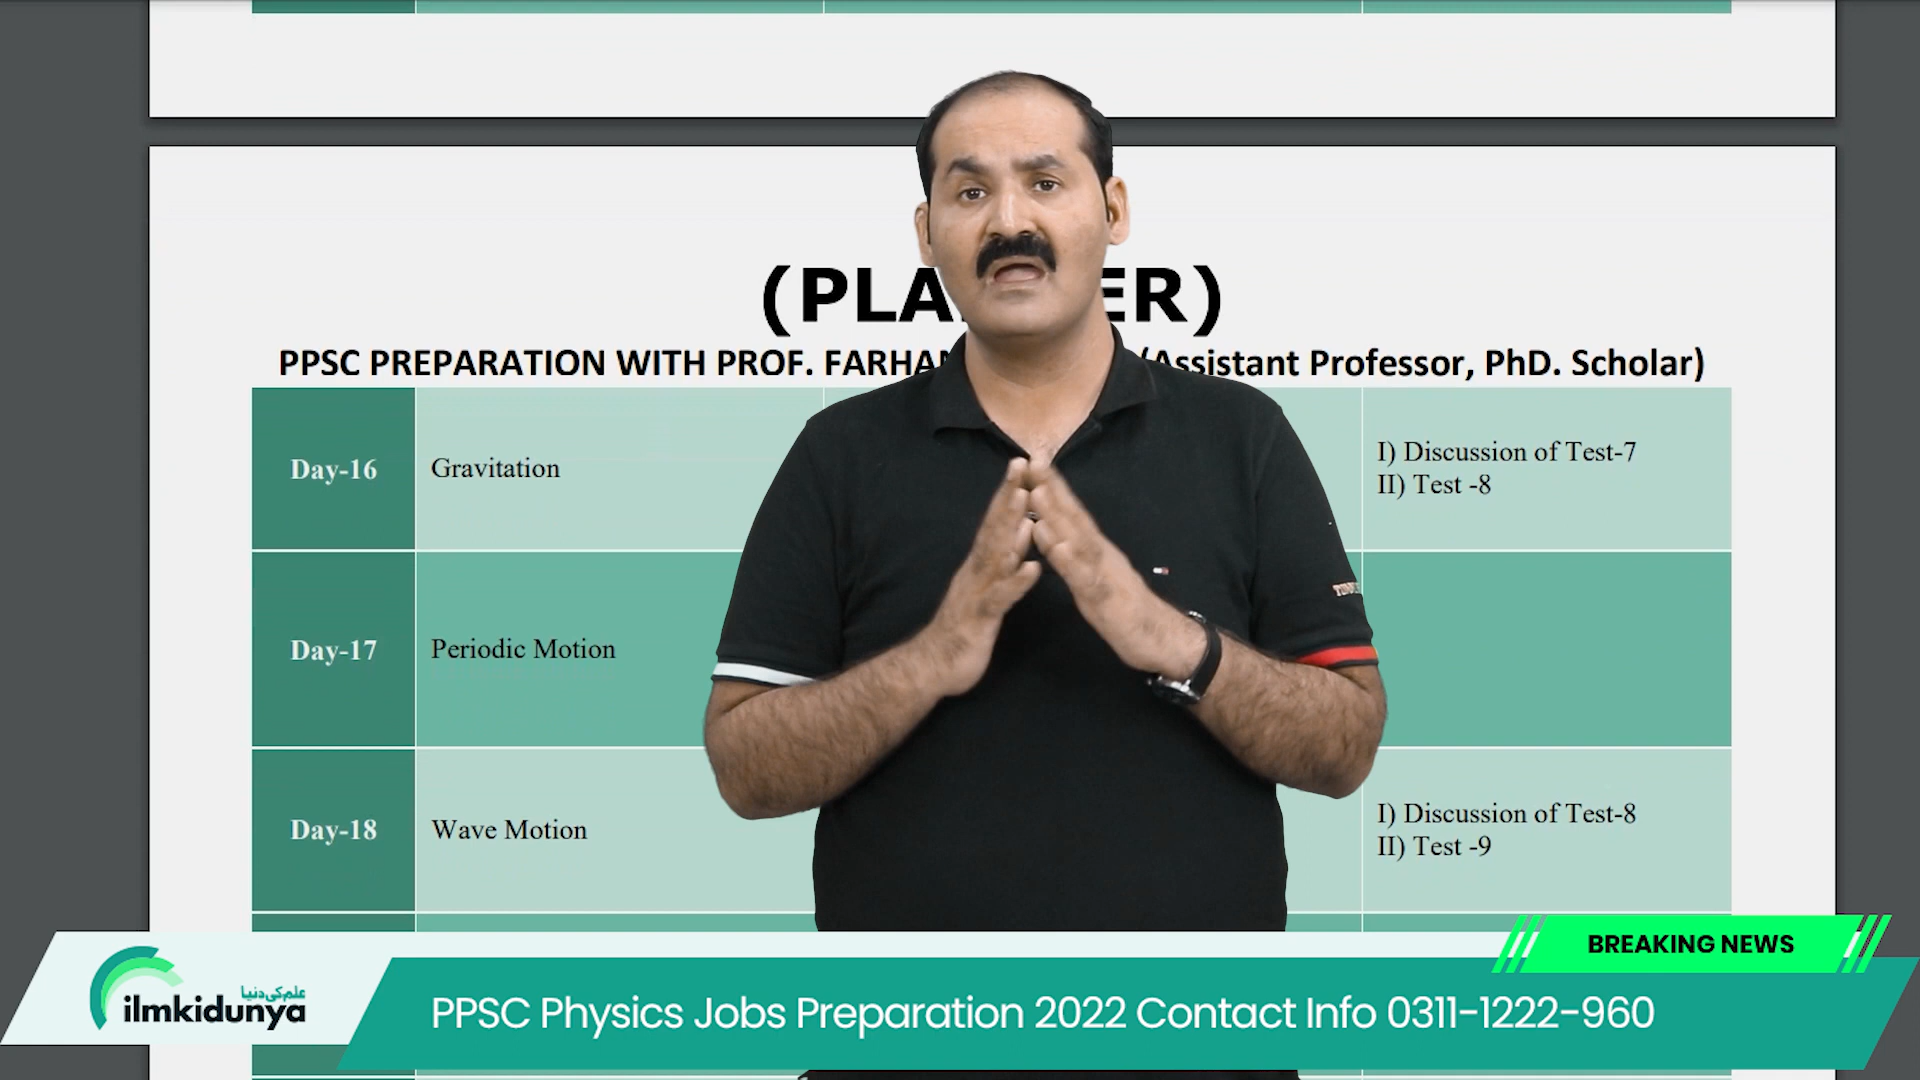 (PLA ER)
PPSC PREPARATION WITH PROF. FARHA (Assistant Professor, PhD. Scholar)
Day-16 Gravitation I) Discussion of Test-7
II) Test -8
Day-17 Periodic Motion
Day-18 Wave Motion I) Discussion of Test-8
II) Test -9
BREAKING NEWS
علم کی دنیا
ilmkidunya
PPSC Physics Jobs Preparation 2022 Contact Info 0311-1222-960